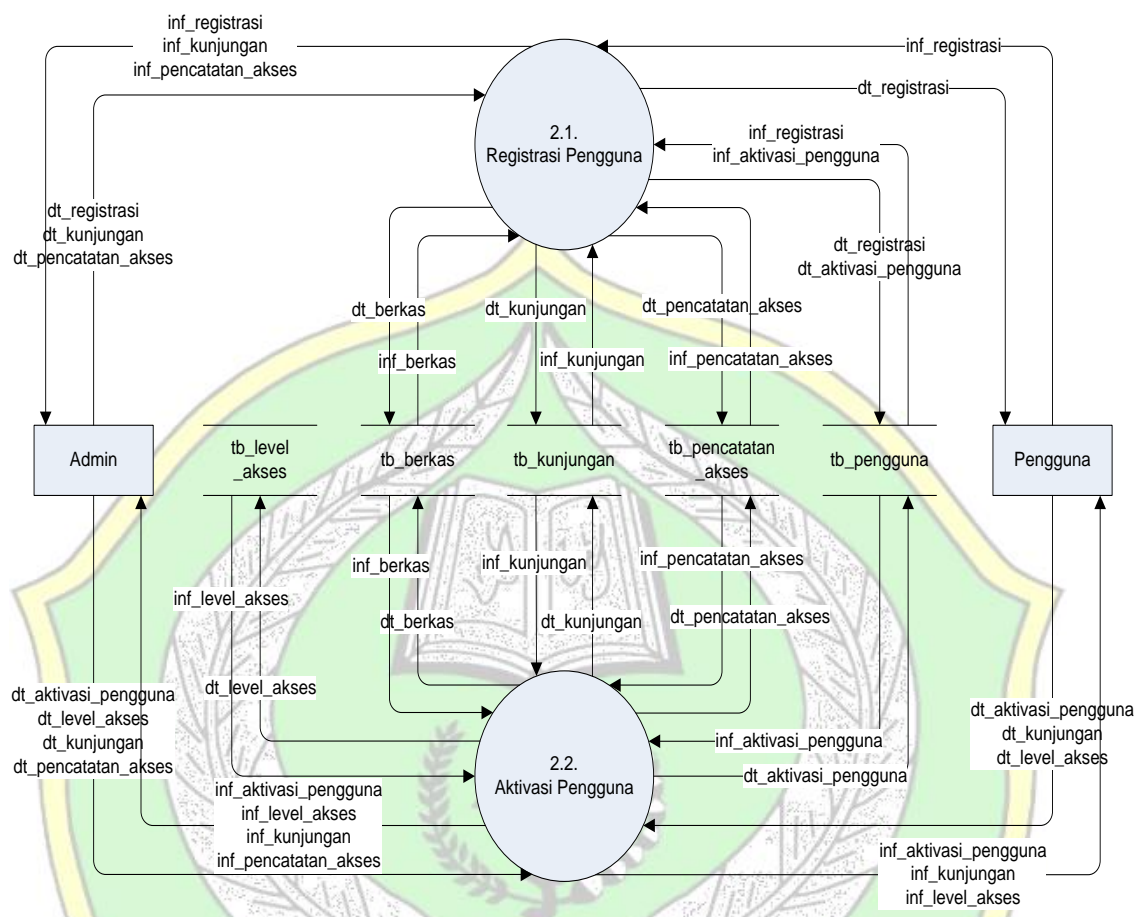 inf_registrasi
inf_kunjungan
inf_pencatatan_akses
inf_registrasi
dt_registrasi
2.1.
Registrasi Pengguna
inf_registrasi
inf_aktivasi_pengguna
dt_registrasi
dt_kunjungan
dt_pencatatan_akses
dt_registrasi
dt_aktivasi_pengguna
dt_berkas
dt_kunjungan
dt_pencatatan_akses
inf_berkas
inf_kunjungan
inf_pencatatan_akses
Admin
tb_level
_akses
tb_berkas
tb_kunjungan
tb_pencatatan
_akses
tb_pengguna
Pengguna
inf_berkas
inf_kunjungan
inf_pencatatan_akses
inf_level_akses
dt_berkas
dt_kunjungan
dt_pencatatan_akses
dt_level_akses
dt_aktivasi_pengguna
dt_level_akses
dt_kunjungan
dt_pencatatan_akses
inf_aktivasi_pengguna
dt_aktivasi_pengguna
dt_aktivasi_pengguna
dt_kunjungan
dt_level_akses
2.2.
Aktivasi Pengguna
inf_aktivasi_pengguna
inf_level_akses
inf_kunjungan
inf_pencatatan_akses
inf_aktivasi_pengguna
inf_kunjungan
inf_level_akses